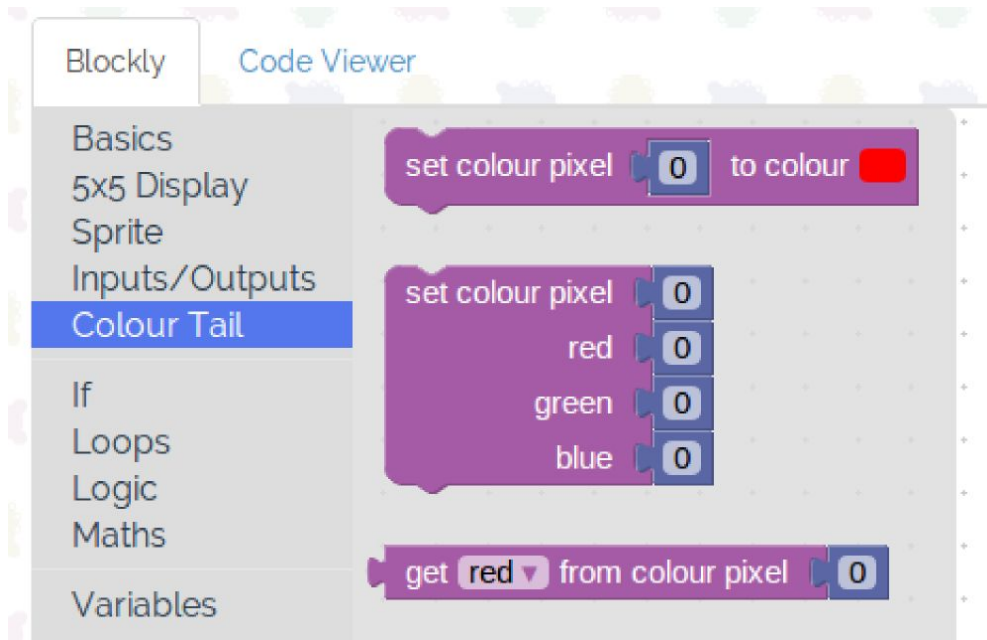 Blockly Code Viewer
Basics
5x5 Display
Sprite
Inputs/Outputs
Colour Tail
If
Loops
Logic
Maths
Variables
set colour pixel 0 to colour
set colour pixel 0
red 0
green 0
blue 0
get red from colour pixel 0